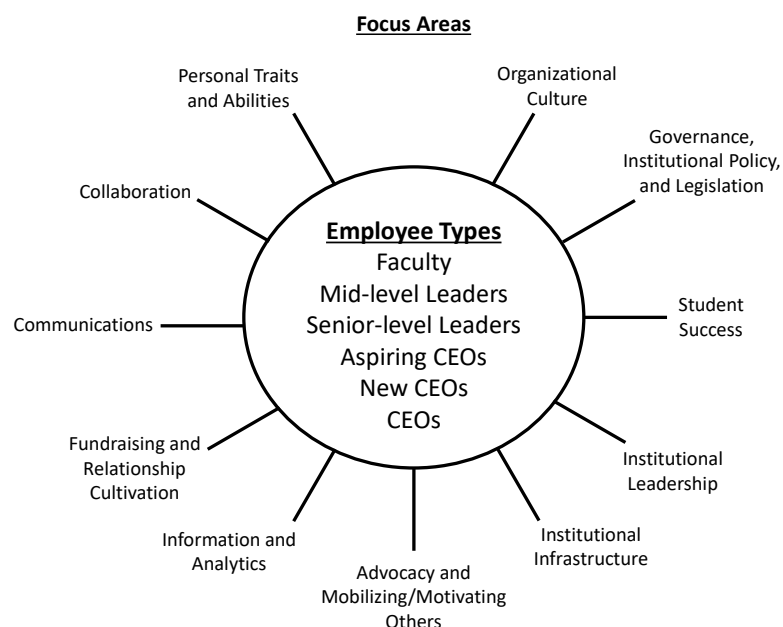 Focus Areas
Personal Traits
and Abilities
Organizational
Culture
Governance,
Institutional Policy,
and Legislation
Collaboration
Employee Types
Faculty
Mid-level Leaders
Senior-level Leaders
Aspiring CEOs
New CEOs
CEOs
Communications
Student
Success
Fundraising and
Relationship
Cultivation
Institutional
Leadership
Information and
Analytics
Institutional
Infrastructure
Advocacy and
Mobilizing/Motivating
Others